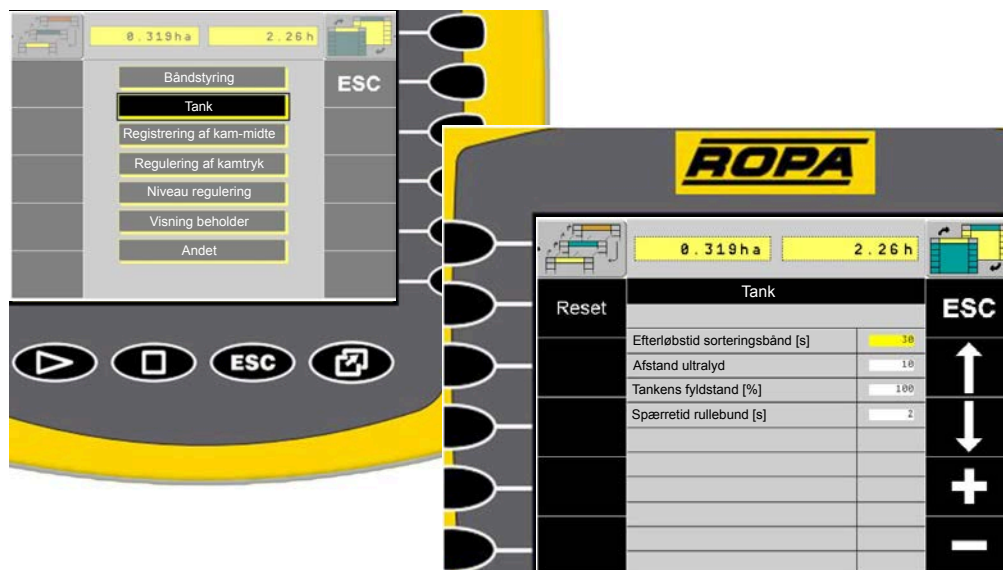 0.319ha 2.26h
Båndstyring
ESC
Tank
Registrering af kam-midte
Regulering af kamtryk
Niveau regulering
Visning beholder
Andet
ESC
ROPA
0.319ha 2.26h
Reset
Tank
ESC
Efterløbstid sorteringsbånd [s] 30
Afstand ultralyd 10
Tankens fyldstand [%] 100
Spærretid rullebund [s] 2